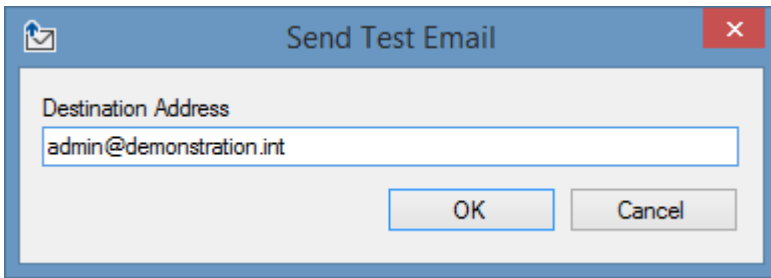 Send Test Email
Destination Address
admin@demonstration.int
OK Cancel